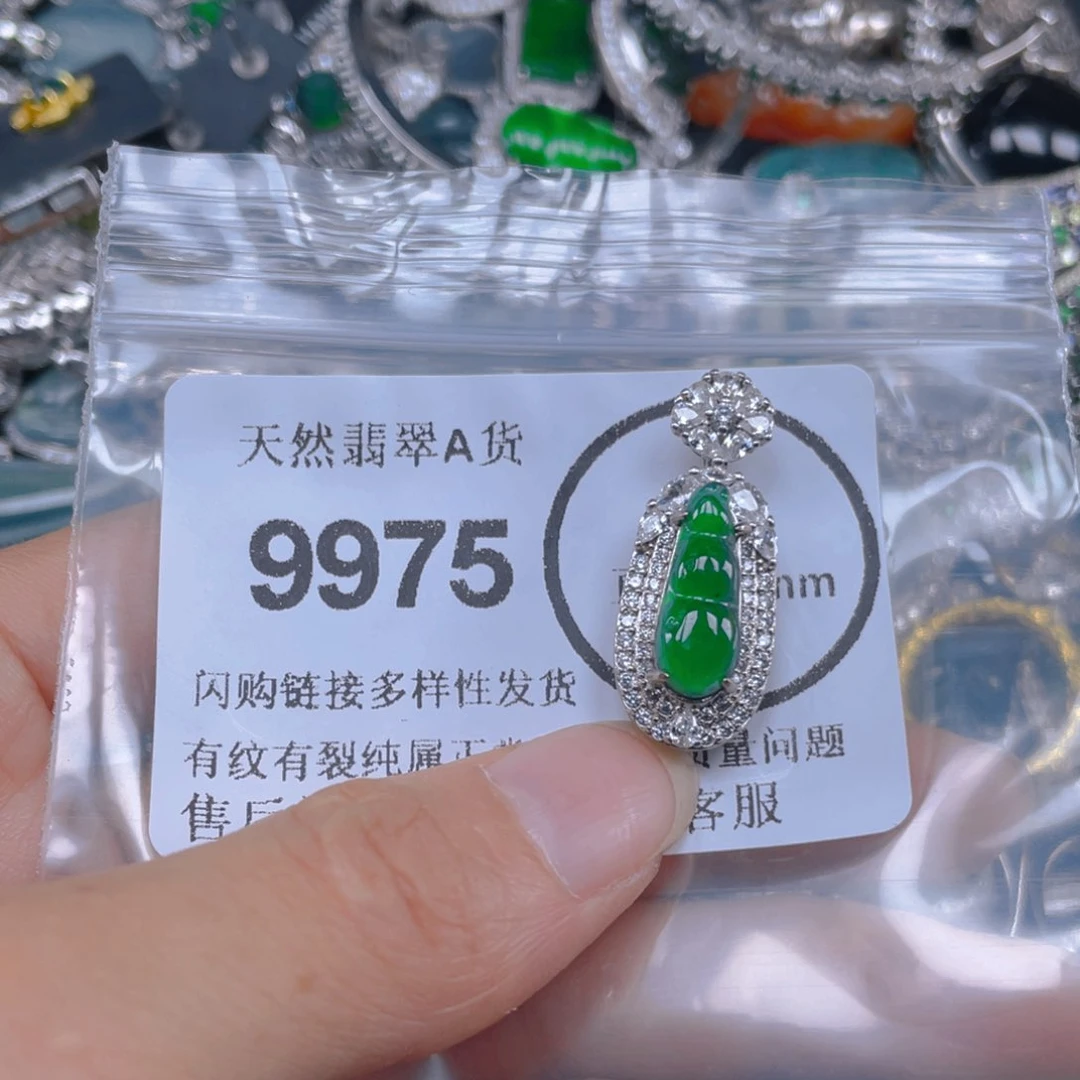 天然翡翠A货
9975
mm
闪购链接多样性发货
有纹有裂纯属正 质量问题
售后 客服